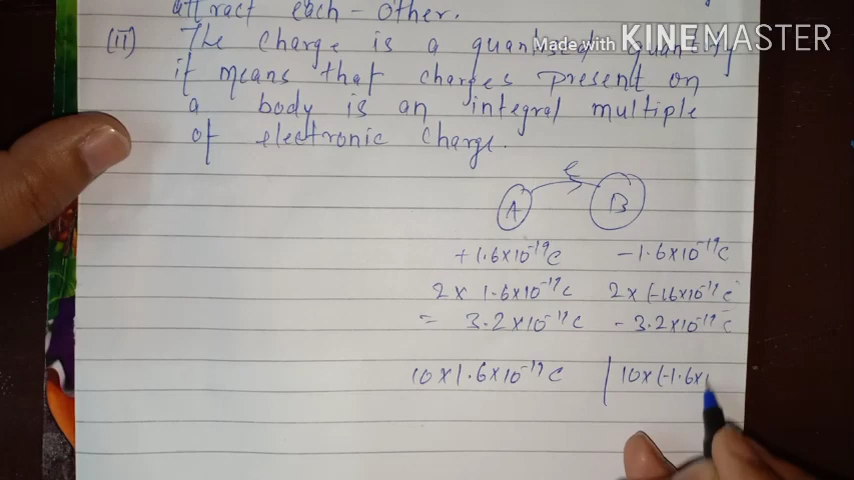 attract each-other.
(II) The charge is a quantised quantity
Made with KINEMASTER
it means that charges present on
a body is an integral multiple
of electronic charge.
e
A B
+1.6×10⁻¹⁹C −1.6×10⁻¹⁹C
2× 1.6×10⁻¹⁹C 2×(-1.6×10⁻¹⁹C
= 3.2×10⁻¹⁹C −3.2×10⁻¹⁹C
10×1.6×10⁻¹⁹C | 10×(-1.6×1